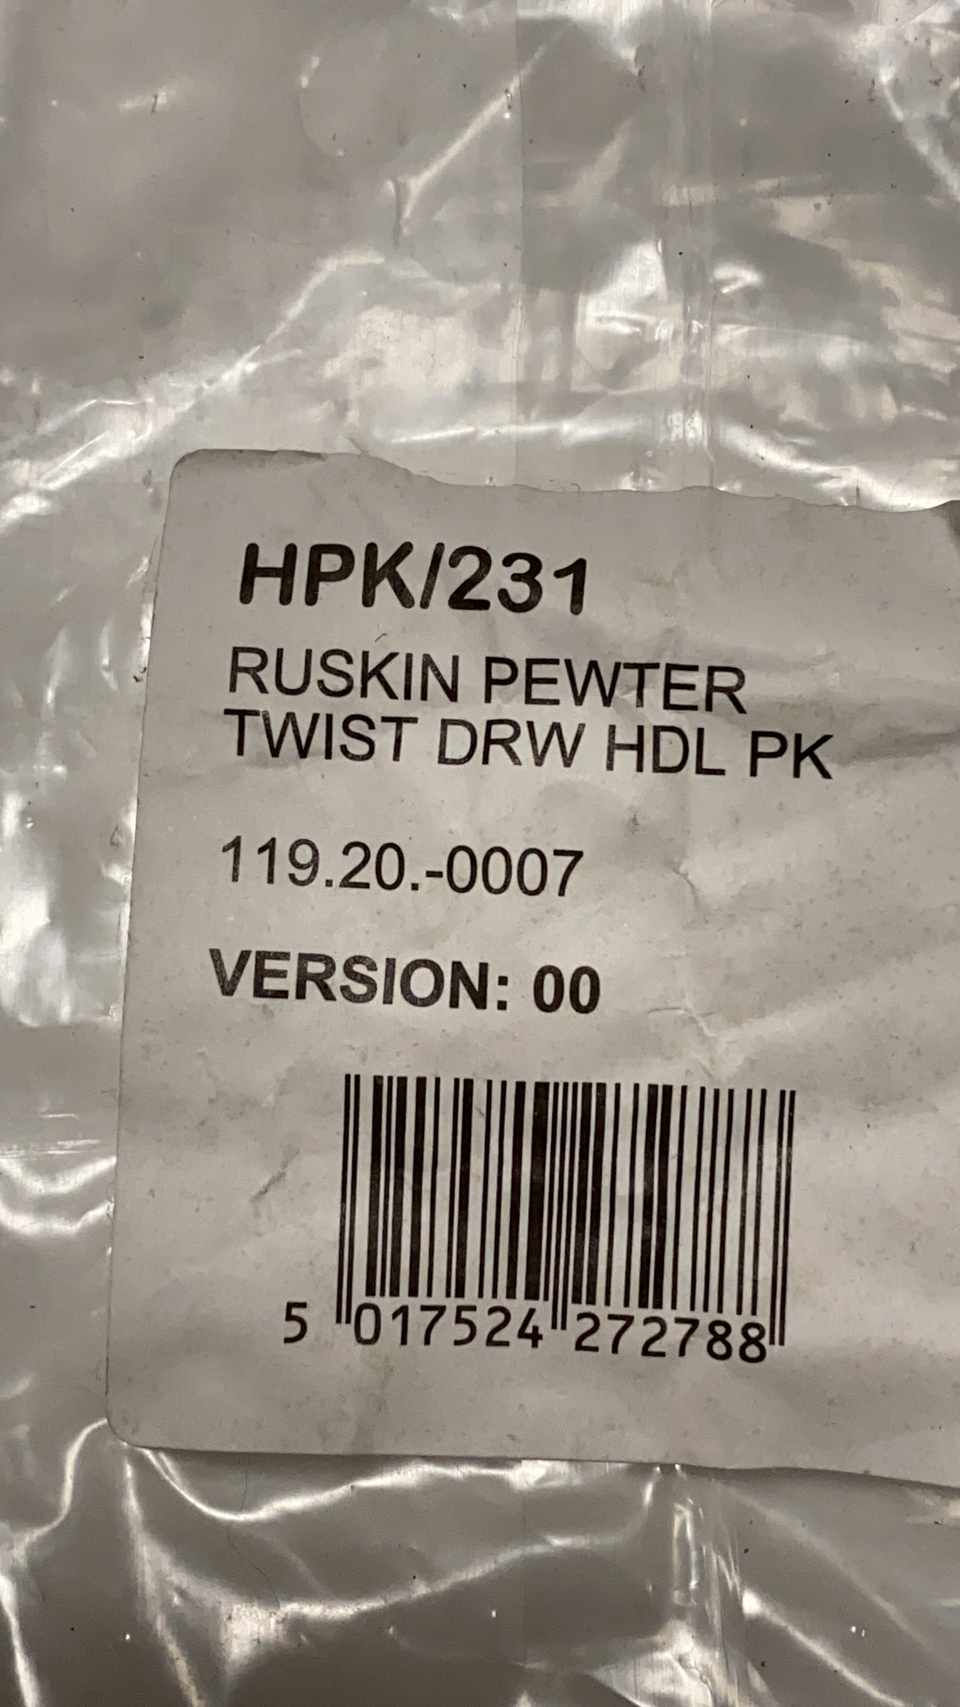 HPK/231
RUSKIN PEWTER
TWIST DRW HDL PK
119.20.-0007
VERSION: 00
5 017524 272788